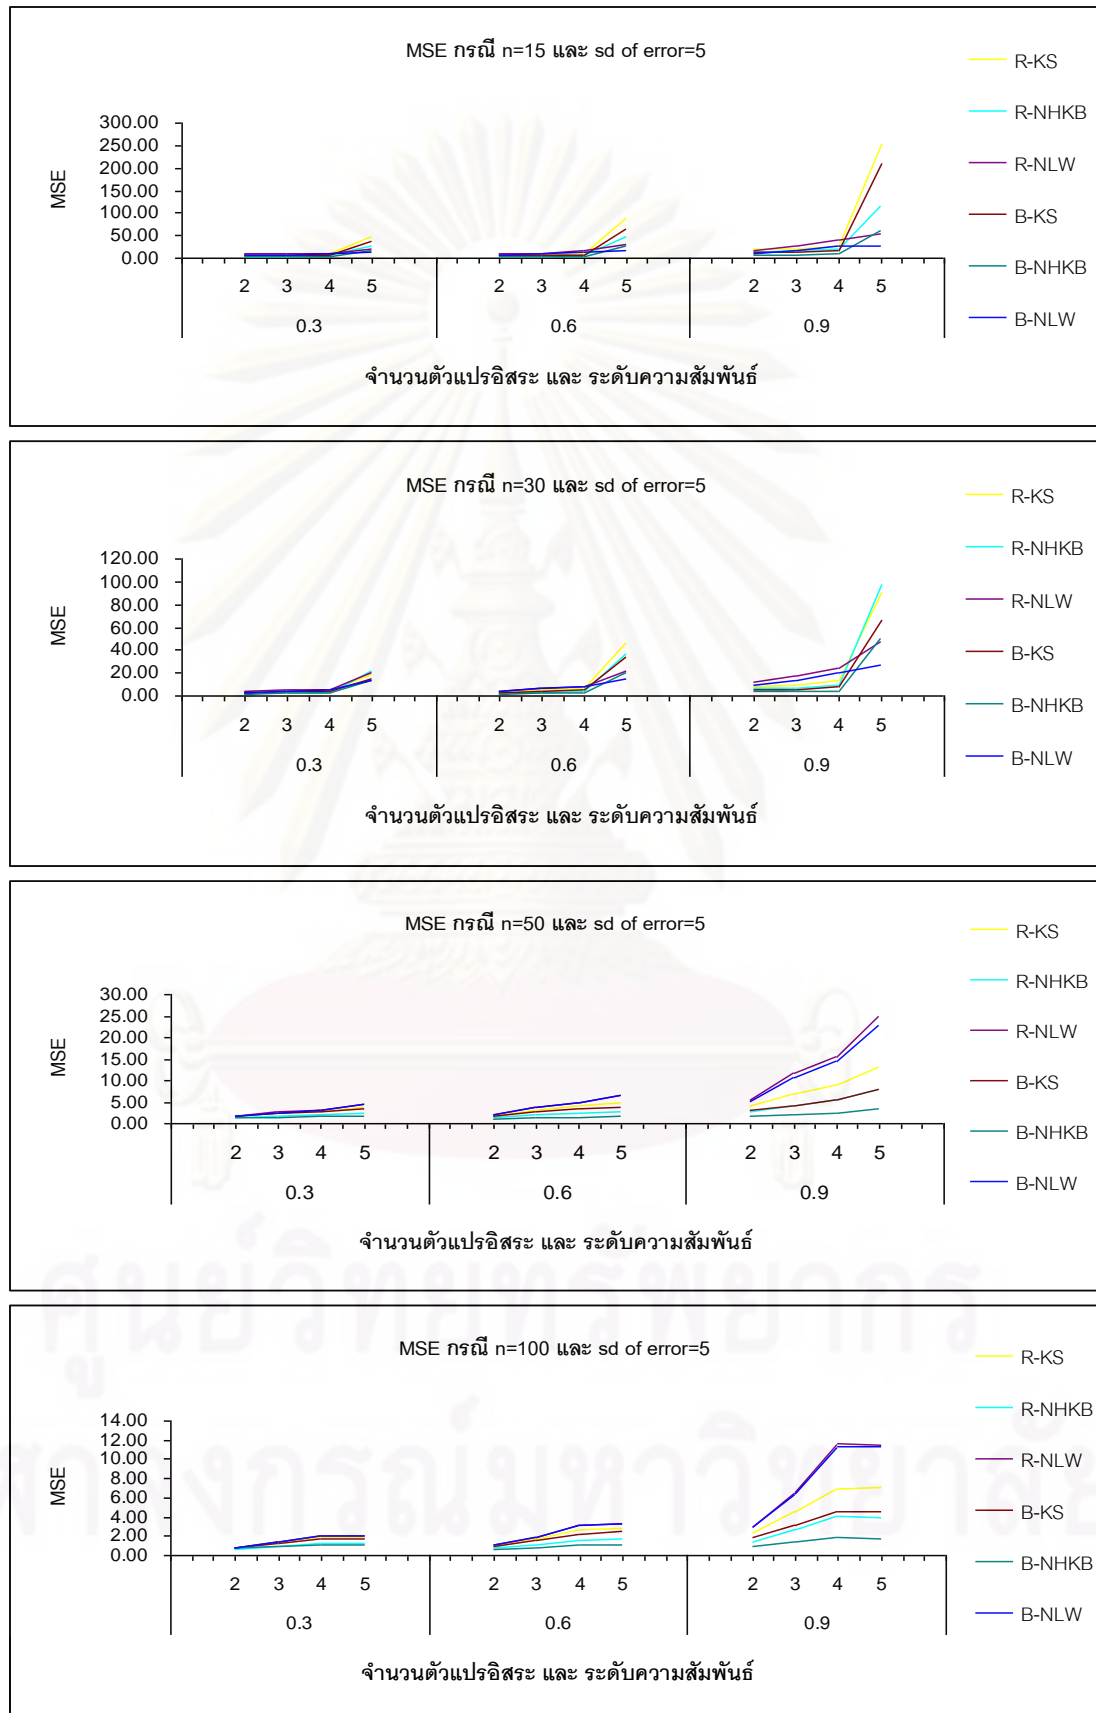 MSE กรณี n=15 และ sd of error=5
R-KS
R-NHKB
R-NLW
B-KS
B-NHKB
B-NLW
300.00
250.00
200.00
150.00
100.00
50.00
0.00
MSE
2 3 4 5 2 3 4 5 2 3 4 5
0.3 0.6 0.9
จำนวนตัวแปรอิสระ และ ระดับความสัมพันธ์
MSE กรณี n=30 และ sd of error=5
R-KS
R-NHKB
R-NLW
B-KS
B-NHKB
B-NLW
120.00
100.00
80.00
60.00
40.00
20.00
0.00
MSE
2 3 4 5 2 3 4 5 2 3 4 5
0.3 0.6 0.9
จำนวนตัวแปรอิสระ และ ระดับความสัมพันธ์
MSE กรณี n=50 และ sd of error=5
R-KS
R-NHKB
R-NLW
B-KS
B-NHKB
B-NLW
30.00
25.00
20.00
15.00
10.00
5.00
0.00
MSE
2 3 4 5 2 3 4 5 2 3 4 5
0.3 0.6 0.9
จำนวนตัวแปรอิสระ และ ระดับความสัมพันธ์
ศูนย์วิทยทรัพยากร
MSE กรณี n=100 และ sd of error=5
R-KS
R-NHKB
R-NLW
B-KS
B-NHKB
B-NLW
14.00
12.00
10.00
8.00
6.00
4.00
2.00
0.00
MSE
2 3 4 5 2 3 4 5 2 3 4 5
0.3 0.6 0.9
จำนวนตัวแปรอิสระ และ ระดับความสัมพันธ์